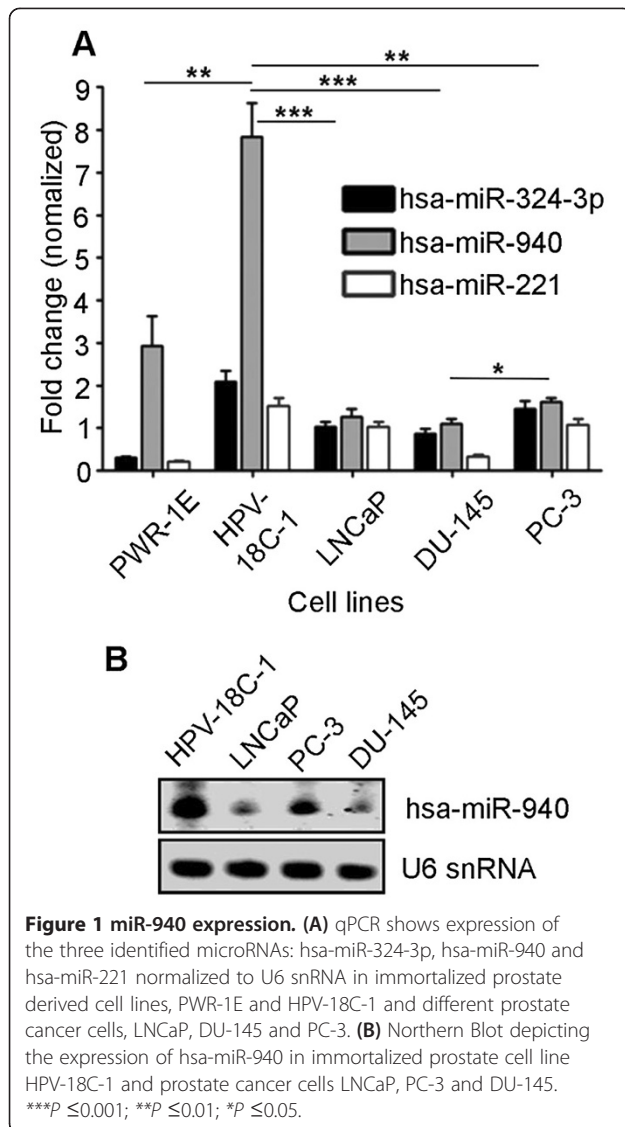 A
**
**
***
***
9
8
7
6
5
4
3
2
1
0
Fold change (nomalized)
hsa-miR-324-3p
hsa-miR-940
hsa-miR-221
*
PWR-1E
HPV-
18C-1
LNCaP
DU-145
PC-3
Cell lines
B
HPV-18C-1
LNCaP
PC-3
DU-145
hsa-miR-940
U6 snRNA
Figure 1 miR-940 expression. (A) qPCR shows expression of
the three identified microRNAs: hsa-miR-324-3p, hsa-miR-940 and
hsa-miR-221 normalized to U6 snRNA in immortalized prostate
derived cell lines, PWR-1E and HPV-18C-1 and different prostate
cancer cells, LNCaP, DU-145 and PC-3. (B) Northern Blot depicting
the expression of hsa-miR-940 in immortalized prostate cell line
HPV-18C-1 and prostate cancer cells LNCaP, PC-3 and DU-145.
***P ≤0.001; **P ≤0.01; *P ≤0.05.